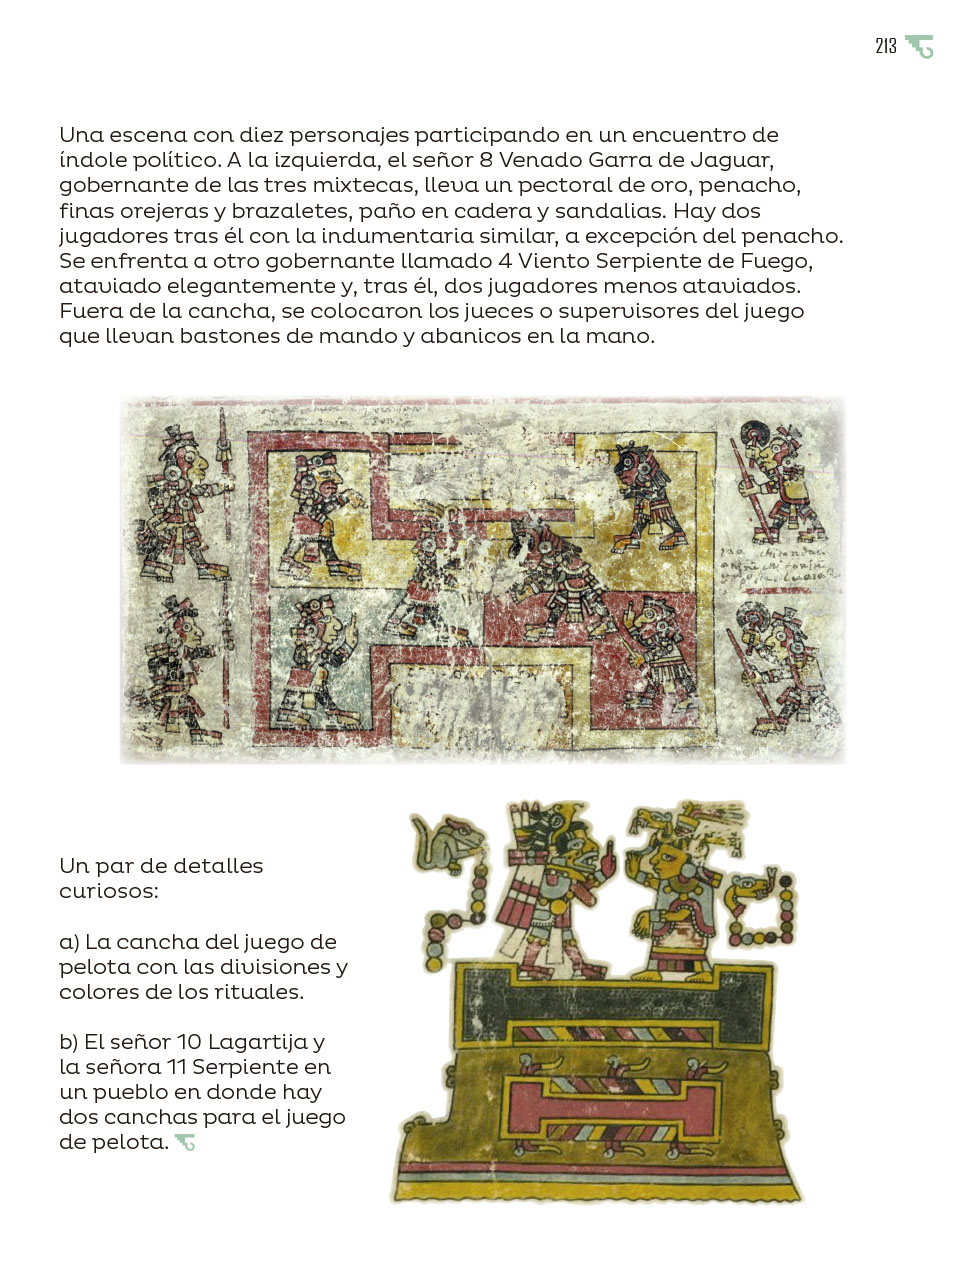 213
Una escena con diez personajes participando en un encuentro de
índole político. A la izquierda, el señor 8 Venado Garra de Jaguar,
gobernante de las tres mixtecas, lleva un pectoral de oro, penacho,
finas orejeras y brazaletes, paño en cadera y sandalias. Hay dos
jugadores tras él con la indumentaria similar, a excepción del penacho.
Se enfrenta a otro gobernante llamado 4 Viento Serpiente de Fuego,
ataviado elegantemente y, tras él, dos jugadores menos ataviados.
Fuera de la cancha, se colocaron los jueces o supervisores del juego
que llevan bastones de mando y abanicos en la mano.
Un par de detalles
curiosos:
a) La cancha del juego de
pelota con las divisiones y
colores de los rituales.
b) El señor 10 Lagartija y
la señora 11 Serpiente en
un pueblo en donde hay
dos canchas para el juego
de pelota.